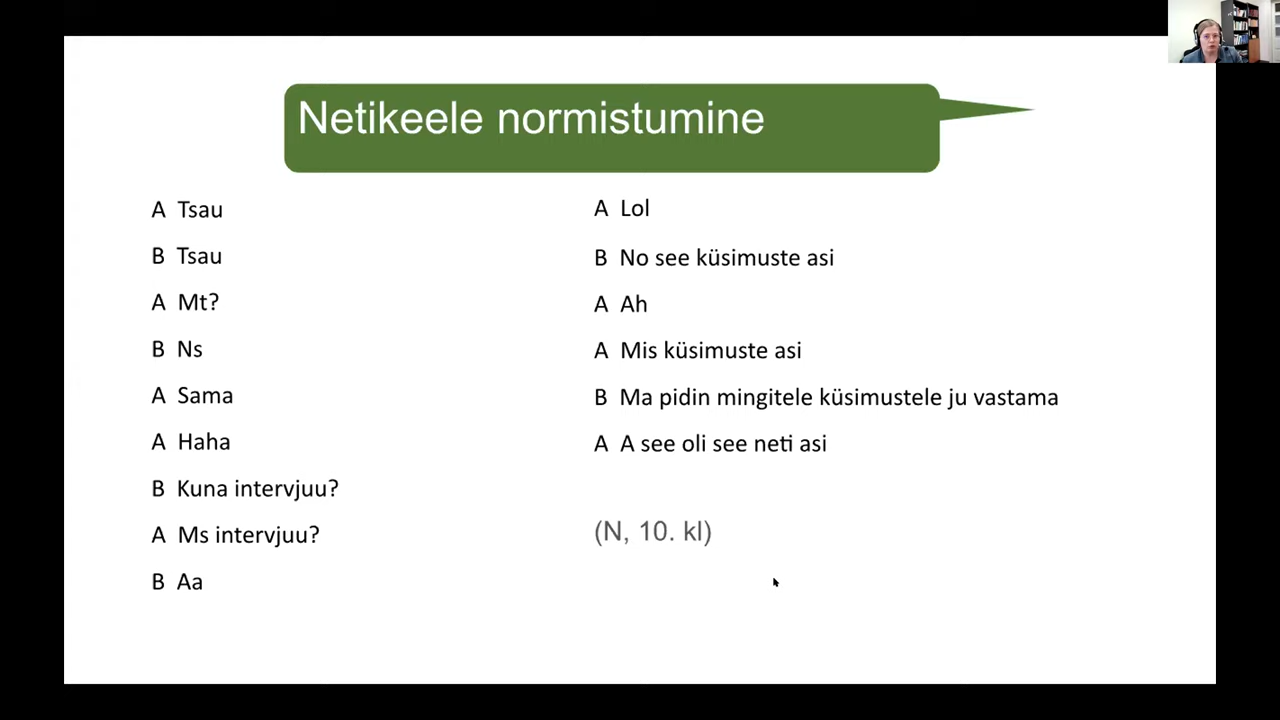 Netikeele normistumine
A Tsau
B Tsau
A Mt?
B Ns
A Sama
A Haha
B Kuna intervjuu?
A Ms intervjuu?
B Aa
A Lol
B No see küsimuste asi
A Ah
A Mis küsimuste asi
B Ma pidin mingitele küsimustele ju vastama
A A see oli see neti asi
(N, 10. kl)